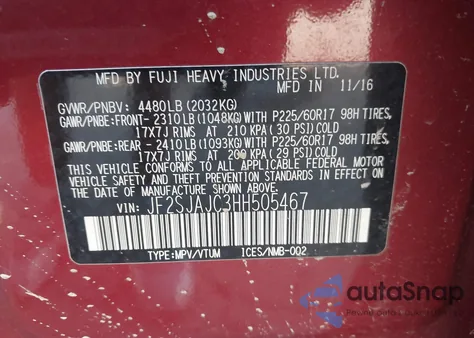 MFD BY FUJI HEAVY INDUSTRIES LTD. 11/16
GVWR/PNBV: 4480LB (2032KG)
GAWR/PNBE:FRONT- 2310LB (1048KG) WITH P225/60R17 98H TIRES,
17X7J RIMS AT 210 KPA (30 PSI) COLD
GAWR/PNBE:REAR - 2410LB (1093KG) WITH P225/60R17 98H TIRES,
17X7J RIMS AT 200 KPA (29 PSI) COLD
THIS VEHICLE CONFORMS TO ALL APPLICABLE FEDERAL MOTOR
VEHICLE SAFETY AND THEFT PREVENTION STANDARDS IN EFFECT ON
THE DATE OF MANUFACTURE SHOWN ABOVE.
VIN: JF2SJAJC3HH505467
TYPE:MPV/VTUM ICES/NMB-002
autoSnap